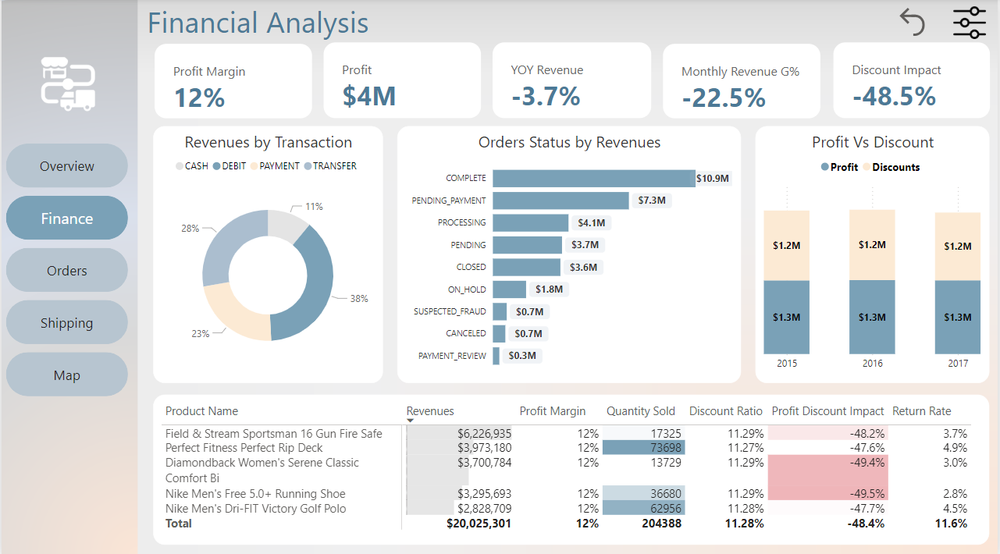 Financial Analysis
Profit Margin
12%
Profit
$4M
YOY Revenue
-3.7%
Monthly Revenue G%
-22.5%
Discount Impact
-48.5%
Overview
Finance
Orders
Shipping
Map
Revenues by Transaction
CASH DEBIT PAYMENT TRANSFER
11%
28%
38%
23%
Orders Status by Revenues
COMPLETE $10.9M
PENDING_PAYMENT $7.3M
PROCESSING $4.1M
PENDING $3.7M
CLOSED $3.6M
ON_HOLD $1.8M
SUSPECTED_FRAUD $0.7M
CANCELED $0.7M
PAYMENT_REVIEW $0.3M
Profit Vs Discount
Profit Discounts
$1.2M $1.2M $1.2M
$1.3M $1.3M $1.3M
2015 2016 2017
Product Name Revenues Profit Margin Quantity Sold Discount Ratio Profit Discount Impact Return Rate
Field & Stream Sportsman 16 Gun Fire Safe $6,226,935 12% 17325 11.29% -48.2% 3.7%
Perfect Fitness Perfect Rip Deck $3,973,180 12% 73698 11.27% -47.6% 4.9%
Diamondback Women's Serene Classic $3,700,784 12% 13729 11.29% -49.4% 3.0%
Comfort Bi
Nike Men's Free 5.0+ Running Shoe $3,295,693 12% 36680 11.29% -49.5% 2.8%
Nike Men's Dri-FIT Victory Golf Polo $2,828,709 12% 62956 11.28% -47.7% 4.5%
Total $20,025,301 12% 204388 11.28% -48.4% 11.6%